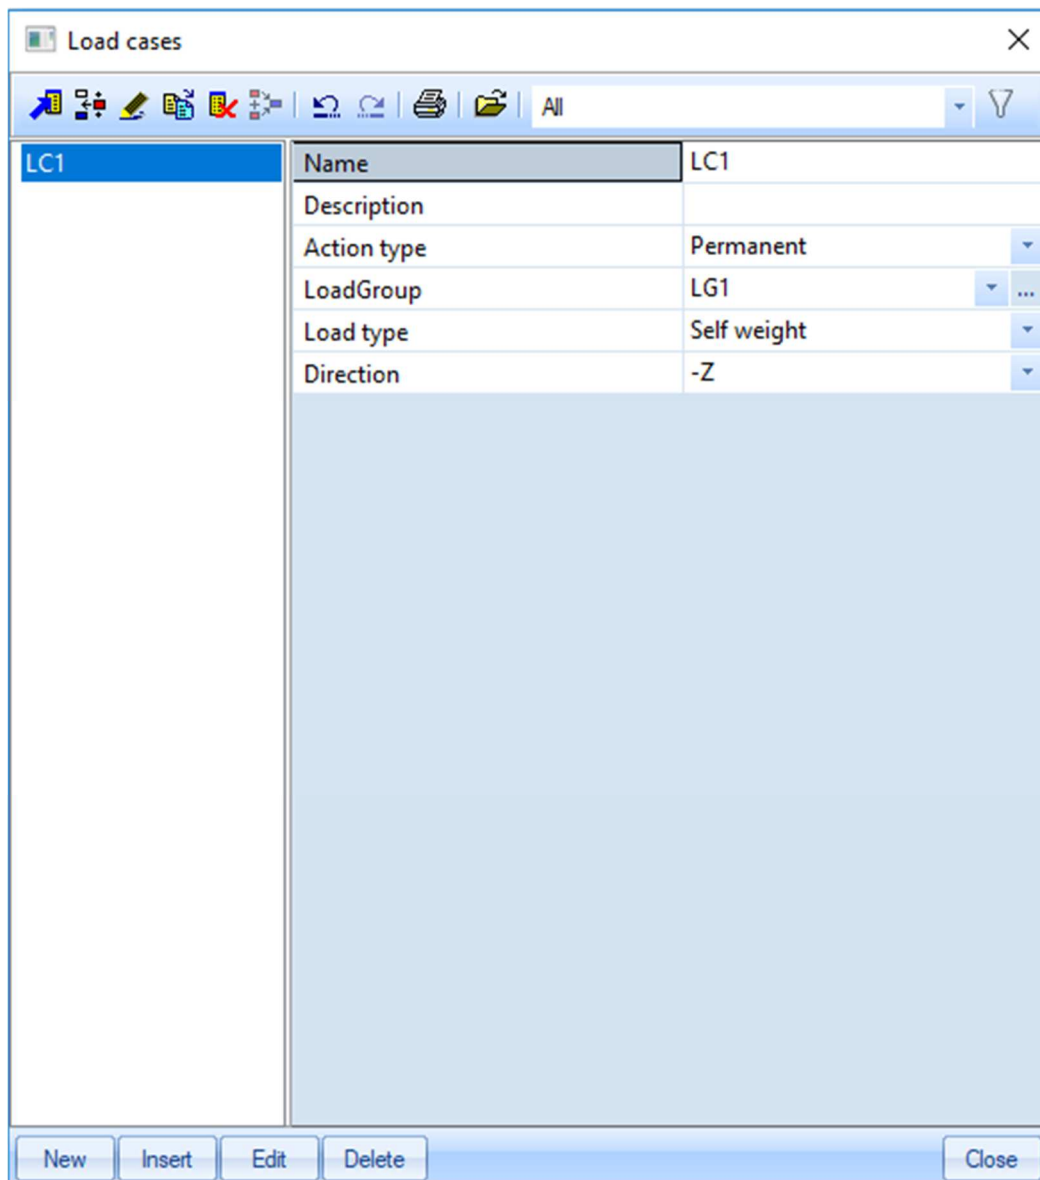 Load cases
All
LC1
Name LC1
Description
Action type Permanent
LoadGroup LG1 ...
Load type Self weight
Direction -Z
New Insert Edit Delete Close